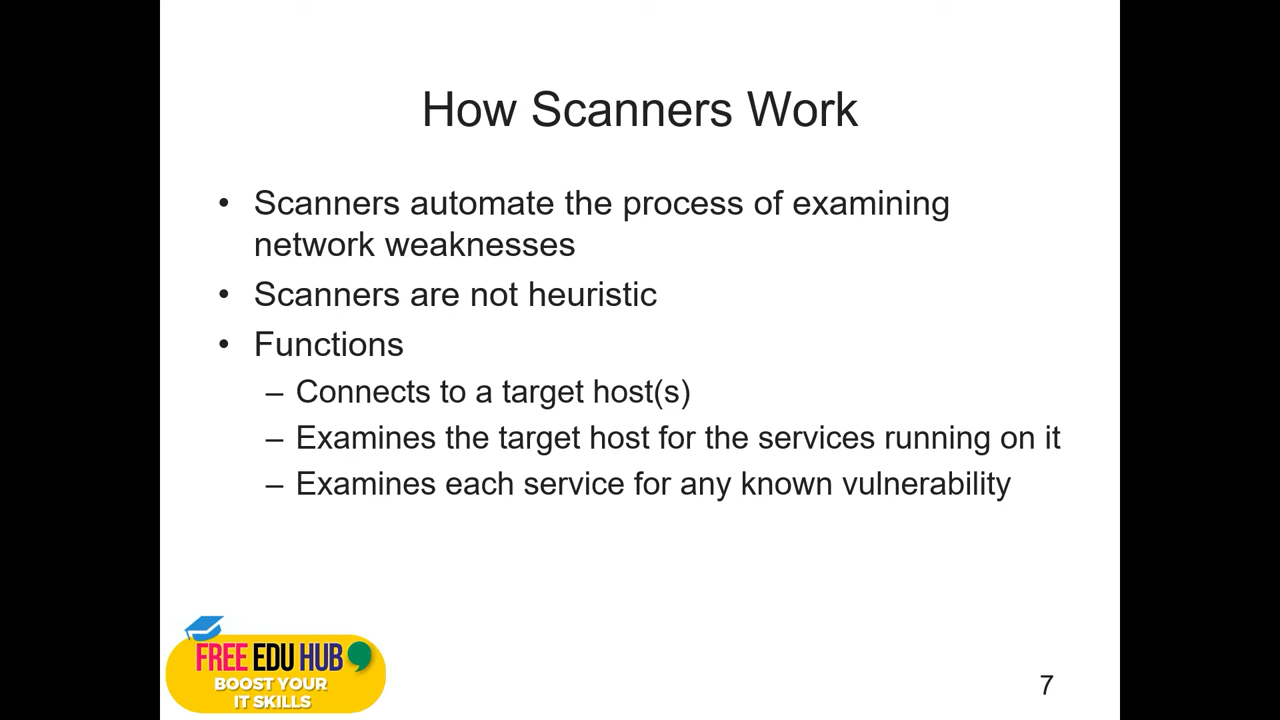 How Scanners Work
• Scanners automate the process of examining
network weaknesses
• Scanners are not heuristic
• Functions
– Connects to a target host(s)
– Examines the target host for the services running on it
– Examines each service for any known vulnerability
FREE EDU HUB
BOOST YOUR
IT SKILLS
7